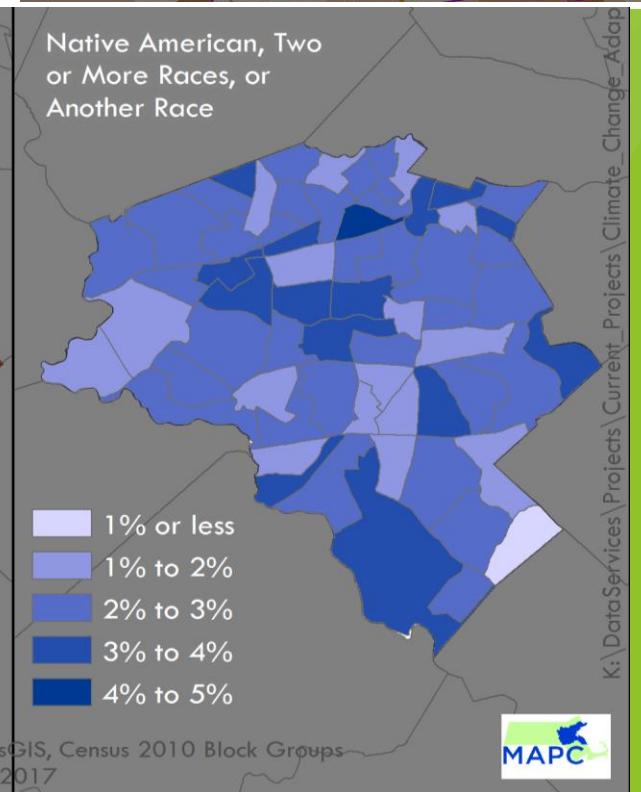 Native American, Two
or More Races, or
Another Race
1% or less
1% to 2%
2% to 3%
3% to 4%
4% to 5%
sGIS, Census 2010 Block Groups
2017
MAPC
K:\DataServices\Projects\Current_Projects\Climate_Change_Adap